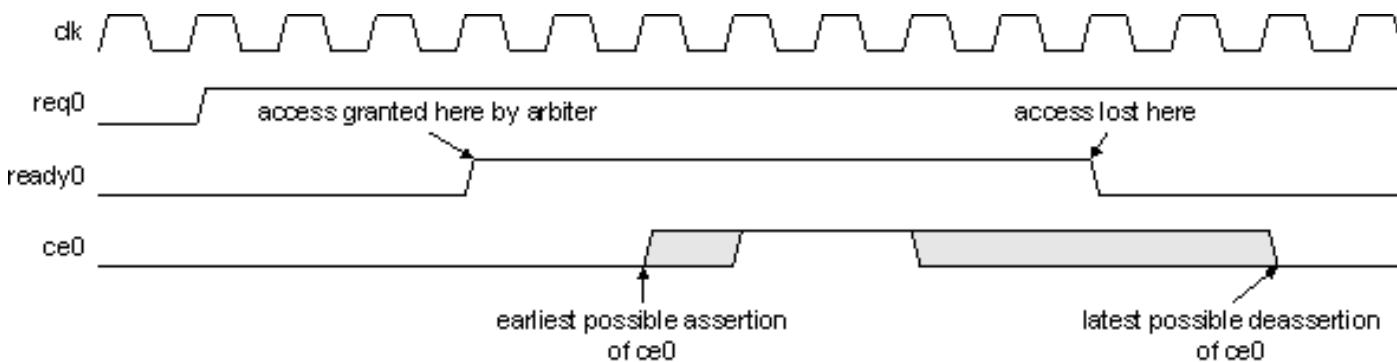 clk
req0
access granted here by arbiter
access lost here
ready0
ce0
earliest possible assertion
of ce0
latest possible deassertion
of ce0